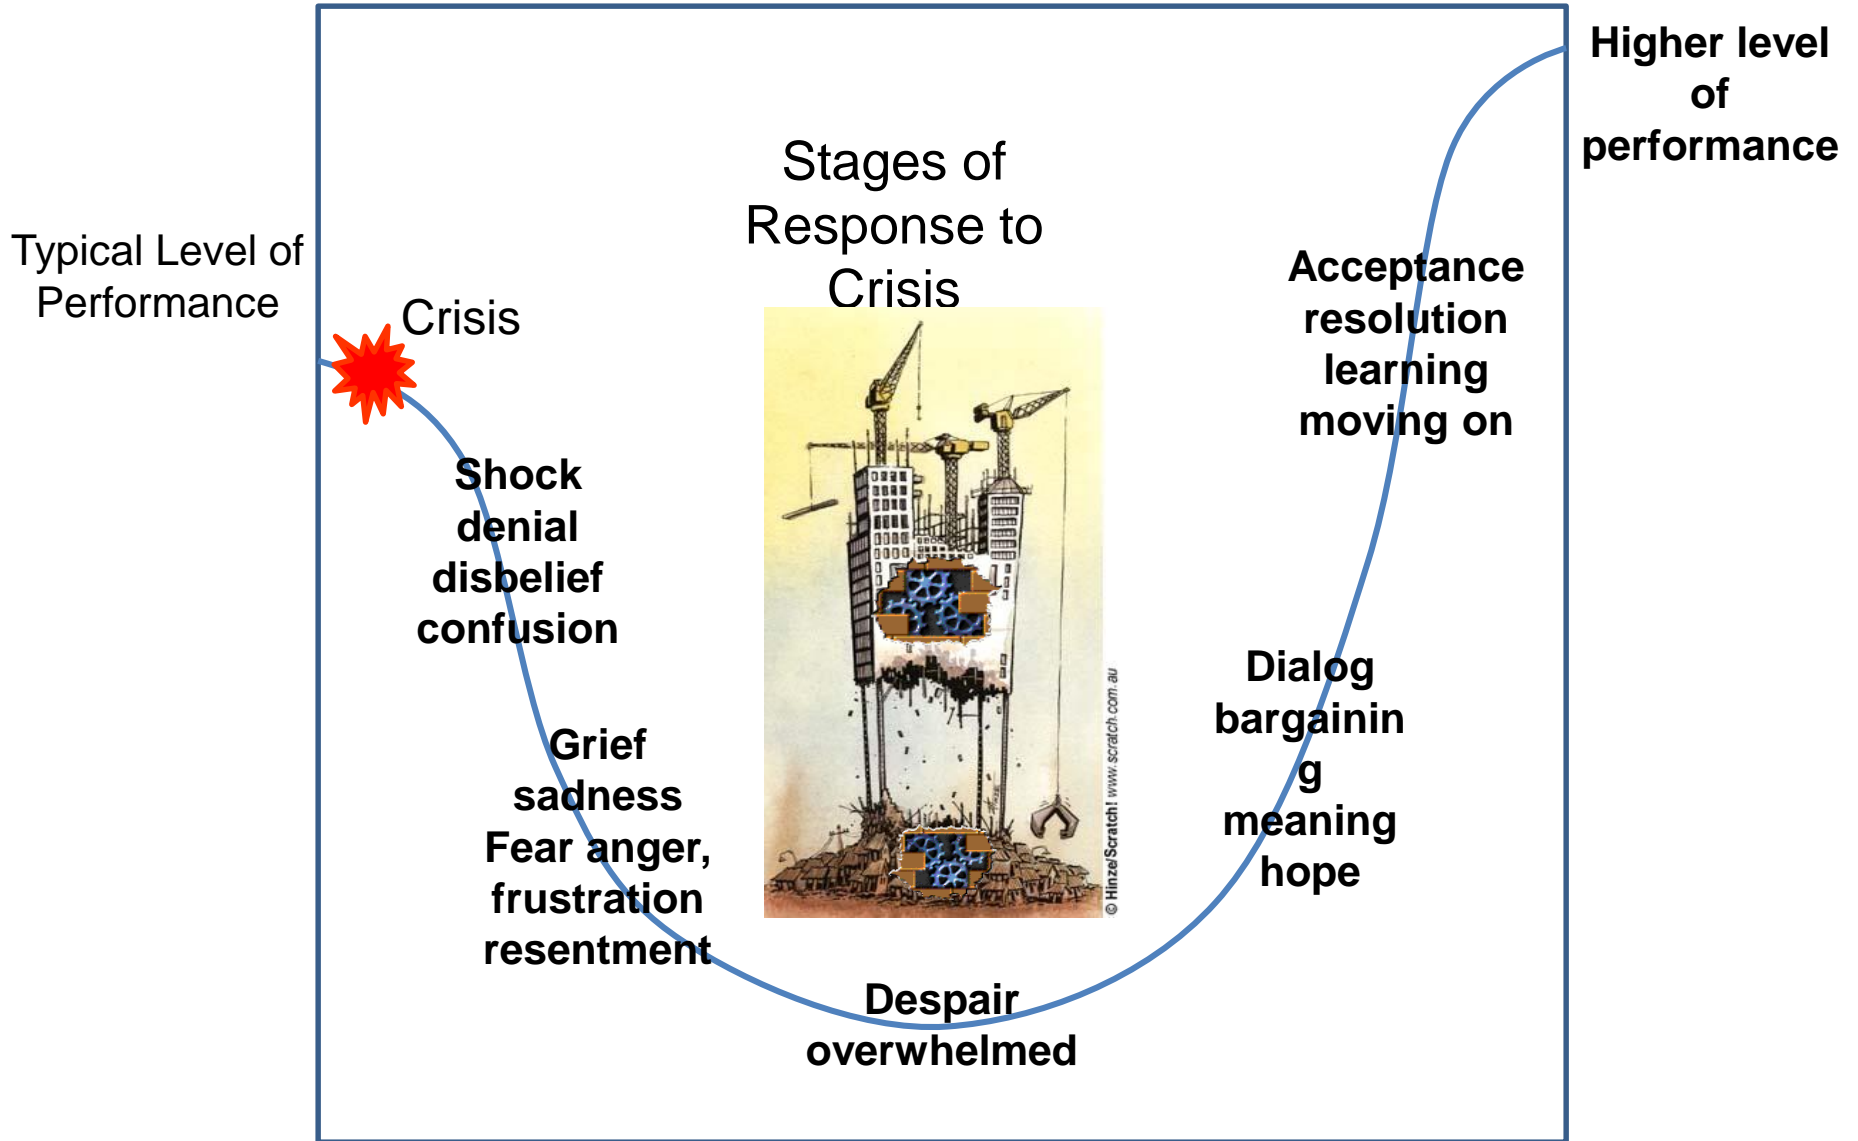 Higher level
of
performance
Stages of
Response to
Crisis
Typical Level of
Performance
Crisis
Acceptance
resolution
learning
moving on
Shock
denial
disbelief
confusion
Dialog
bargainin
g
meaning
hope
Grief
sadness
Fear anger,
frustration
resentment
Despair
overwhelmed
© Hinze/Scratch! www.scratch.com.au